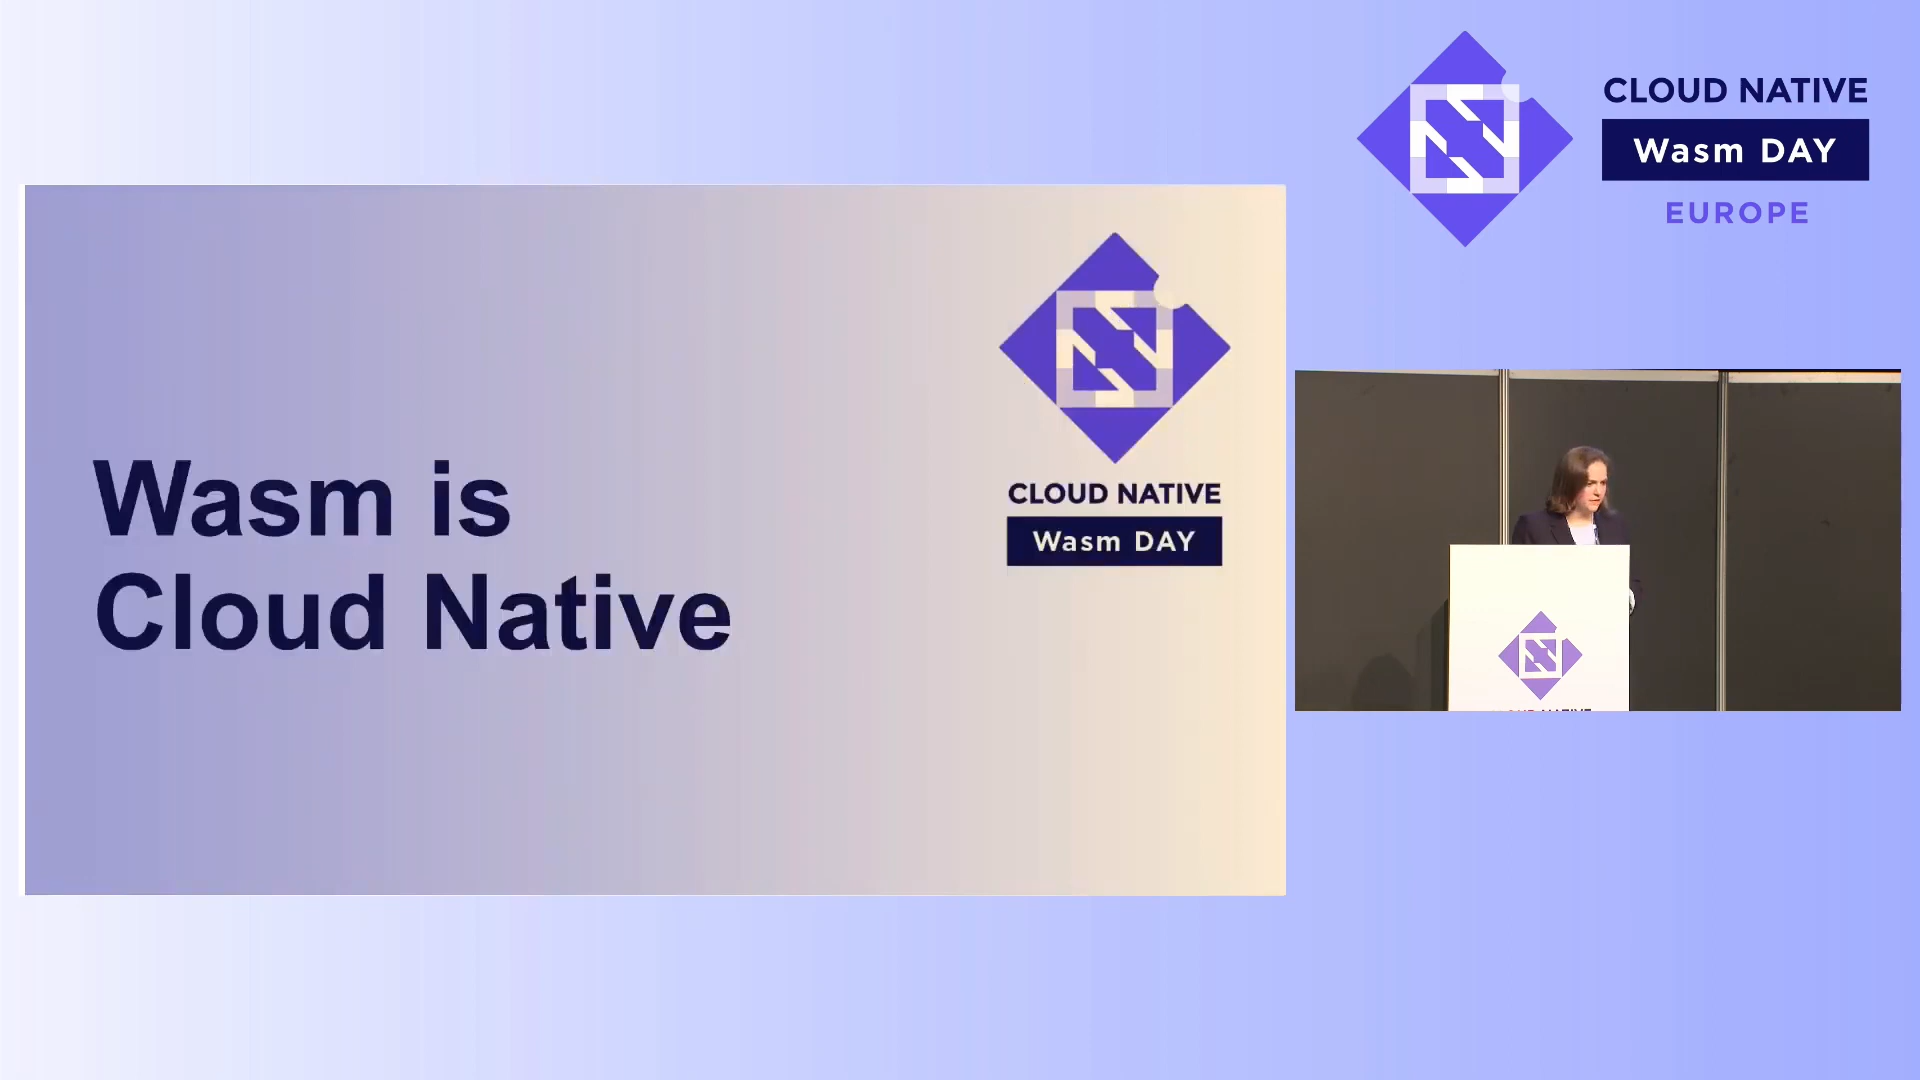 CLOUD NATIVE
Wasm DAY
EUROPE
Wasm is
Cloud Native
CLOUD NATIVE
Wasm DAY